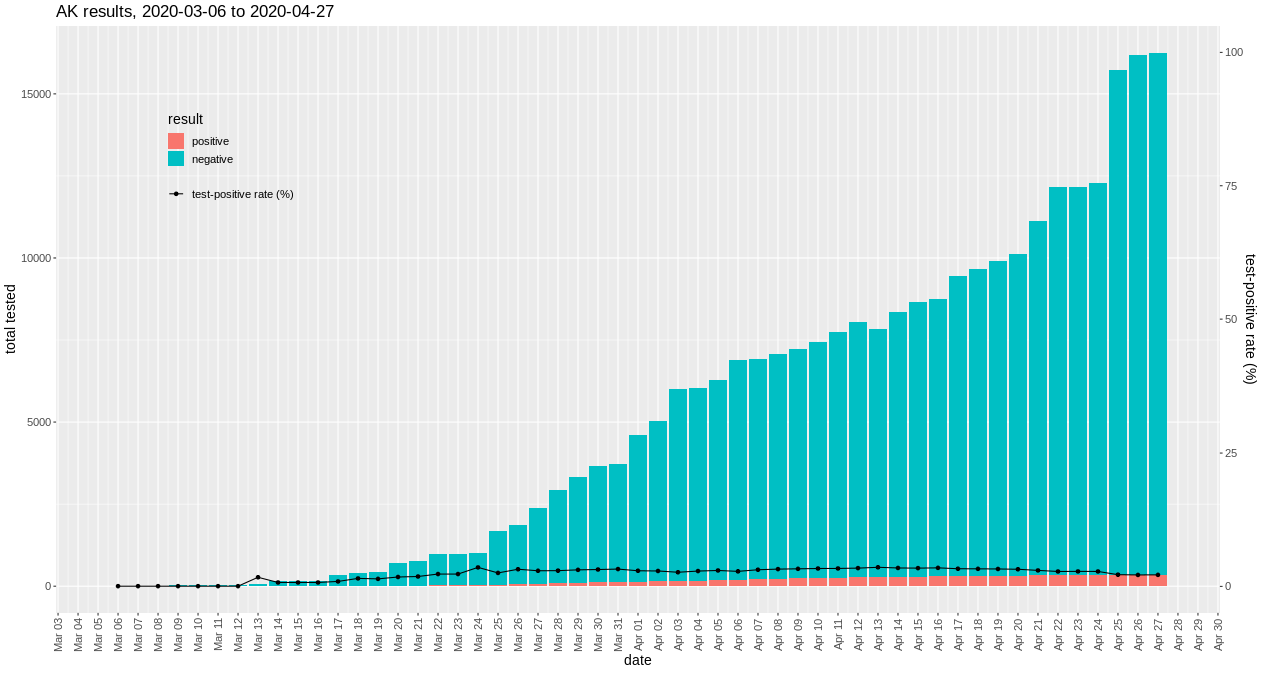 AK results, 2020-03-06 to 2020-04-27
result
positive
negative
test-positive rate (%)
total tested
15000
10000
5000
0
100
75
50
25
0
test-positive rate (%)
Mar 03
Mar 04
Mar 05
Mar 06
Mar 07
Mar 08
Mar 09
Mar 10
Mar 11
Mar 12
Mar 13
Mar 14
Mar 15
Mar 16
Mar 17
Mar 18
Mar 19
Mar 20
Mar 21
Mar 22
Mar 23
Mar 24
Mar 25
Mar 26
Mar 27
Mar 28
Mar 29
Mar 30
Mar 31
Apr 01
Apr 02
Apr 03
Apr 04
Apr 05
Apr 06
Apr 07
Apr 08
Apr 09
Apr 10
Apr 11
Apr 12
Apr 13
Apr 14
Apr 15
Apr 16
Apr 17
Apr 18
Apr 19
Apr 20
Apr 21
Apr 22
Apr 23
Apr 24
Apr 25
Apr 26
Apr 27
Apr 28
Apr 29
Apr 30
date